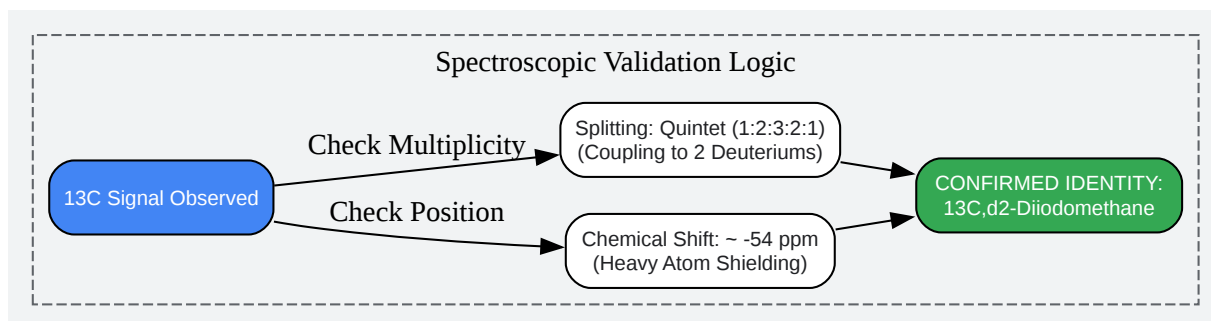 Spectroscopic Validation Logic
13C Signal Observed
Check Multiplicity
Splitting: Quintet (1:2:3:2:1)
(Coupling to 2 Deuteriums)
Check Position
Chemical Shift: ~ -54 ppm
(Heavy Atom Shielding)
CONFIRMED IDENTITY:
13C,d2-Diiodomethane